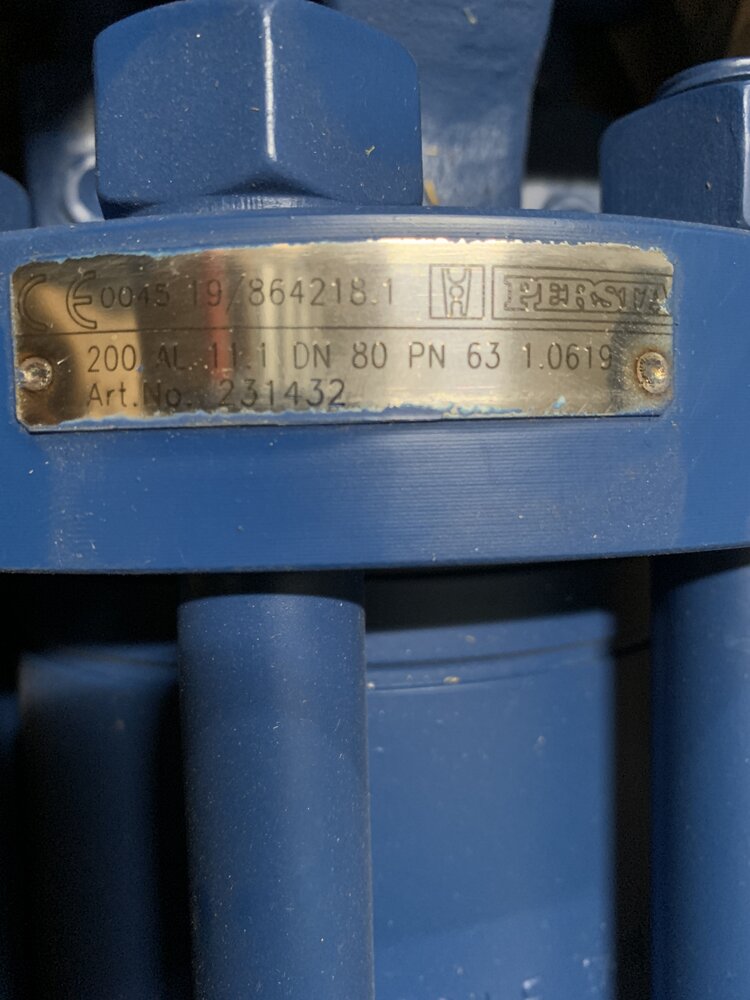 CE 0045 19/864218.1 PERSTA
200 AL 11.1 DN 80 PN 63 1.0619
Art.No. 231432